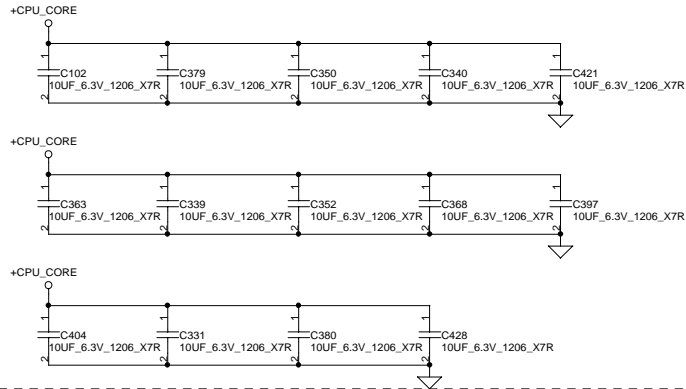 +CPU_CORE
1 1 1 1 1
C102 C379 C350 C340 C421
10UF_6.3V_1206_X7R 10UF_6.3V_1206_X7R 10UF_6.3V_1206_X7R 10UF_6.3V_1206_X7R 10UF_6.3V_1206_X7R
2 2 2 2 2
+CPU_CORE
1 1 1 1 1
C363 C339 C352 C368 C397
10UF_6.3V_1206_X7R 10UF_6.3V_1206_X7R 10UF_6.3V_1206_X7R 10UF_6.3V_1206_X7R 10UF_6.3V_1206_X7R
2 2 2 2 2
+CPU_CORE
1 1 1 1
C404 C331 C380 C428
10UF_6.3V_1206_X7R 10UF_6.3V_1206_X7R 10UF_6.3V_1206_X7R 10UF_6.3V_1206_X7R
2 2 2 2